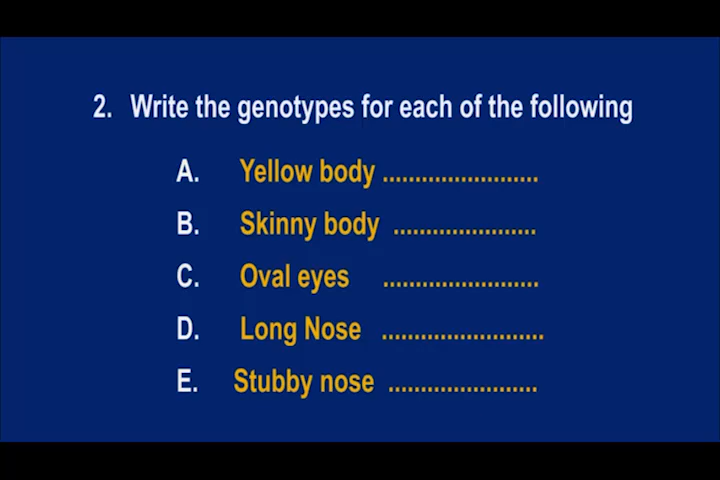 2. Write the genotypes for each of the following
A. Yellow body ........................
B. Skinny body ......................
C. Oval eyes ........................
D. Long Nose .........................
E. Stubby nose .......................